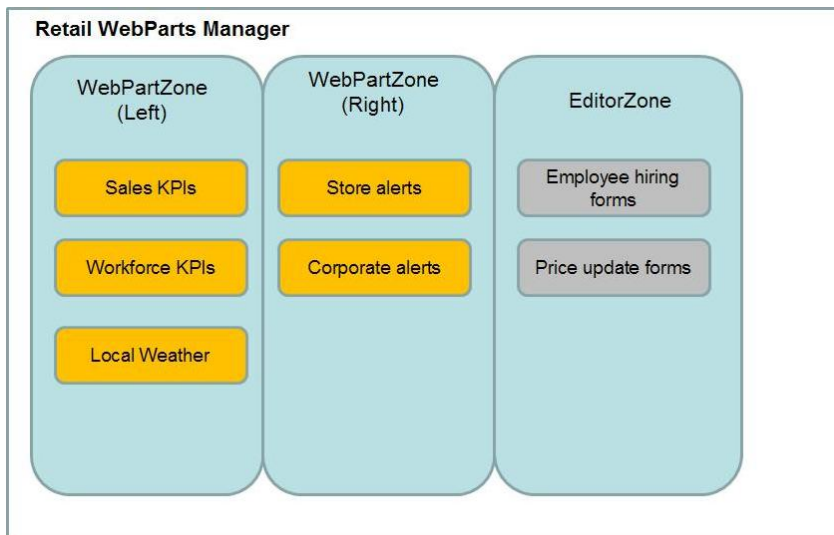 Retail WebParts Manager
WebPartZone
(Left)
Sales KPIs
Workforce KPIs
Local Weather
WebPartZone
(Right)
Store alerts
Corporate alerts
EditorZone
Employee hiring
forms
Price update forms